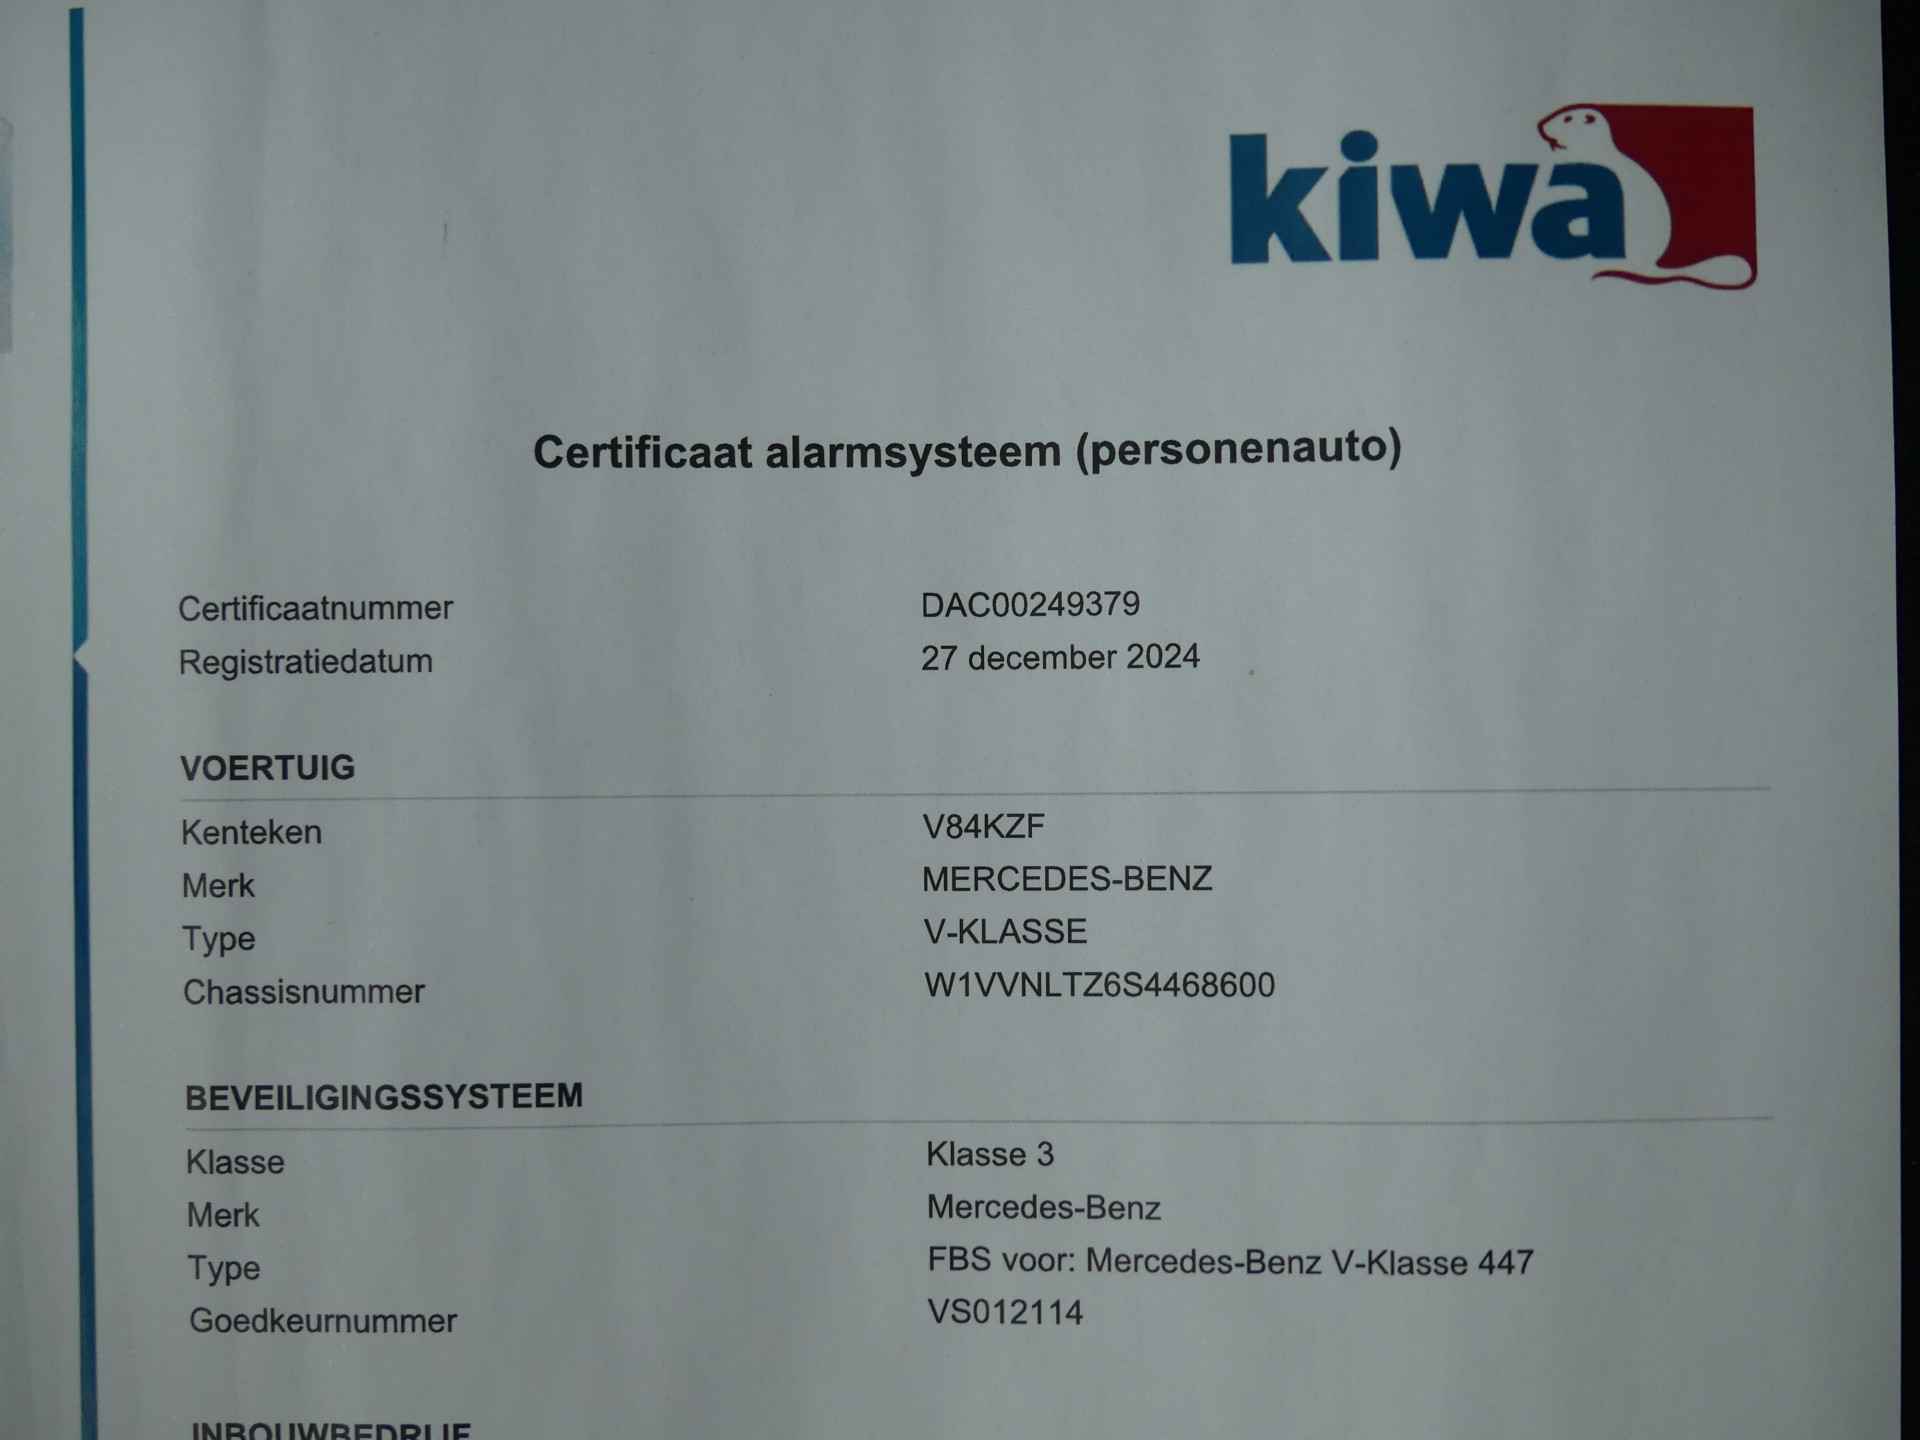 kiwa
Certificaat alarmsysteem (personenauto)
Certificaatnummer DAC00249379
Registratiedatum 27 december 2024
VOERTUIG
Kenteken V84KZF
Merk MERCEDES-BENZ
Type V-KLASSE
Chassisnummer W1VVNLTZ6S4468600
BEVEILIGINGSSYSTEEM
Klasse Klasse 3
Merk Mercedes-Benz
Type FBS voor: Mercedes-Benz V-Klasse 447
Goedkeurnummer VS012114
INBOUWBEDRIJF